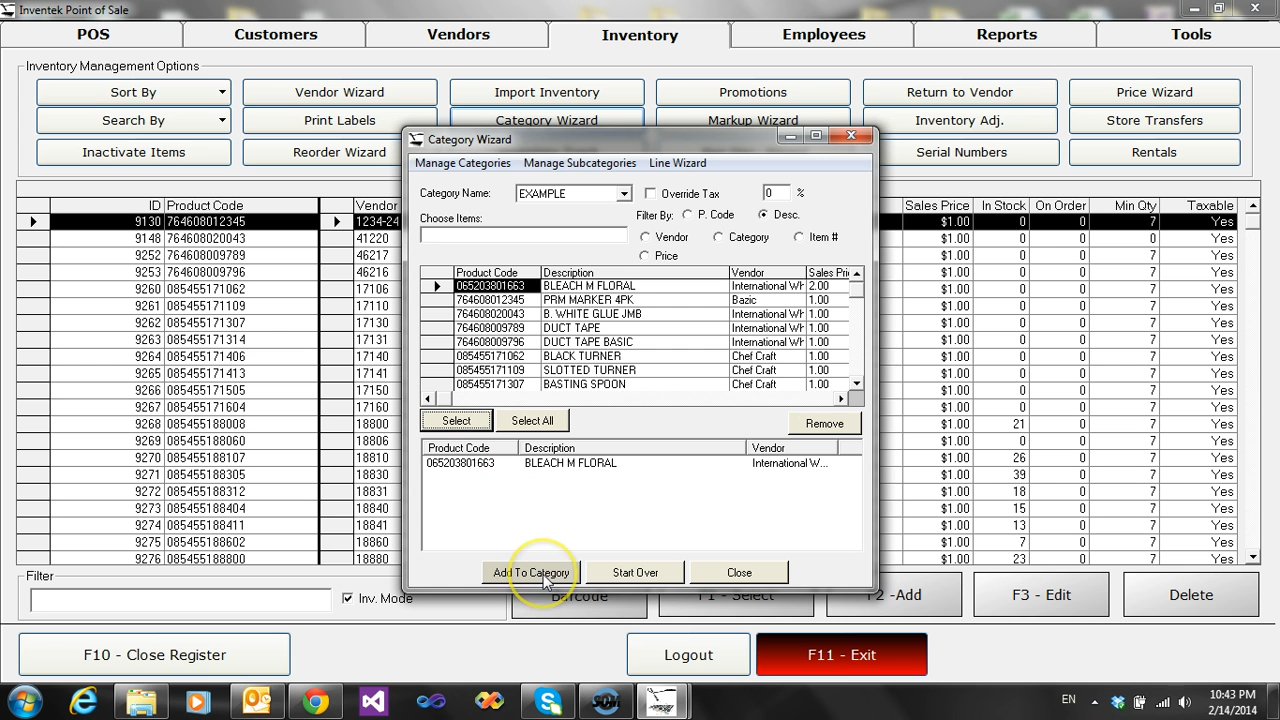 Inventek Point of Sale
POS Customers Vendors Inventory Employees Reports Tools
Inventory Management Options
Sort By Vendor Wizard Import Inventory Promotions Return to Vendor Price Wizard
Search By Print Labels Category Wizard Markup Wizard Inventory Adj. Store Transfers
Inactivate Items Reorder Wizard Serial Numbers Rentals
Category Wizard
Manage Categories Manage Subcategories Line Wizard
Category Name: EXAMPLE Override Tax 0 %
Choose Items: Filter By: P. Code Desc.
Vendor Category Item #
Price
Product Code Description Vendor Sales Pri
065203801663 BLEACH M FLORAL International Wh 2.00
764608012345 PRM MARKER 4PK Bazic 1.00
764608020043 B. WHITE GLUE JMB International Wh 1.00
764608009789 DUCT TAPE International Wh 1.00
764608009796 DUCT TAPE BASIC International Wh 1.00
085455171062 BLACK TURNER Chef Craft 1.00
085455171109 SLOTTED TURNER Chef Craft 1.00
085455171307 BASTING SPOON Chef Craft 1.00
Select Select All Remove
Product Code Description Vendor
065203801663 BLEACH M FLORAL International W...
Add To Category Start Over Close
ID Product Code Vendor Sales Price In Stock On Order Min Qty Taxable
9130 764608012345 1234-24 $1.00 0 0 7 Yes
9148 764608020043 41220 $1.00 0 0 7 Yes
9252 764608009789 46217 $1.00 0 0 7 Yes
9253 764608009796 46216 $1.00 0 0 7 Yes
9260 085455171062 17110 $1.00 0 0 7 Yes
9261 085455171109 17110 $1.00 0 0 7 Yes
9262 085455171307 17130 $1.00 0 0 7 Yes
9263 085455171314 17131 $1.00 0 0 7 Yes
9264 085455171406 17140 $1.00 0 0 7 Yes
9265 085455171413 17141 $1.00 0 0 7 Yes
9266 085455171505 17150 $1.00 0 0 7 Yes
9267 085455171604 17160 $1.00 0 0 7 Yes
9268 085455188008 18800 $1.00 21 0 7 Yes
9269 085455188060 18806 $1.00 0 0 7 Yes
9270 085455188107 18810 $1.00 26 0 7 Yes
9271 085455188305 18830 $1.00 39 0 7 Yes
9272 085455188312 18831 $1.00 18 0 7 Yes
9273 085455188404 18840 $1.00 15 0 7 Yes
9274 085455188411 18841 $1.00 13 0 7 Yes
9275 085455188602 18860 $1.00 7 0 7 Yes
9276 085455188800 18880 $1.00 23 0 7 Yes
Filter
Inv. Mode Barcode F1 - Select F2 -Add F3 - Edit Delete
F10 - Close Register Logout F11 - Exit
EN 10:43 PM
2/14/2014